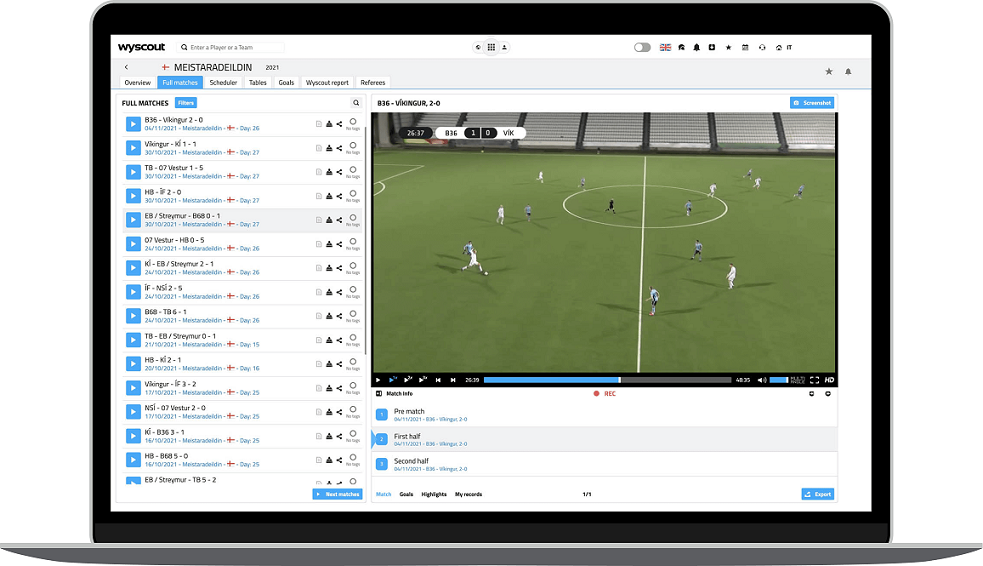 wyscout
Enter a Player or a Team
IT
MEISTARADEILDIN 2021
Overview Full matches Scheduler Tables Goals Wyscout report Referees
FULL MATCHES Filters
B36 - Víkingur 2 - 0
04/11/2021 - Meistaradeildin - - Day: 26
No tags
Víkingur - KÍ 1 - 1
30/10/2021 - Meistaradeildin - - Day: 27
No tags
TB - 07 Vestur 1 - 5
30/10/2021 - Meistaradeildin - - Day: 27
No tags
HB - ÍF 2 - 0
30/10/2021 - Meistaradeildin - - Day: 27
No tags
EB / Streymur - B68 0 - 1
30/10/2021 - Meistaradeildin - - Day: 27
No tags
07 Vestur - HB 0 - 5
24/10/2021 - Meistaradeildin - - Day: 26
No tags
KÍ - EB / Streymur 2 - 1
24/10/2021 - Meistaradeildin - - Day: 26
No tags
ÍF - NSÍ 2 - 5
24/10/2021 - Meistaradeildin - - Day: 26
No tags
B68 - TB 6 - 1
24/10/2021 - Meistaradeildin - - Day: 26
No tags
TB - EB / Streymur 0 - 1
21/10/2021 - Meistaradeildin - - Day: 15
No tags
HB - KÍ 2 - 1
20/10/2021 - Meistaradeildin - - Day: 16
No tags
Víkingur - ÍF 3 - 2
17/10/2021 - Meistaradeildin - - Day: 25
No tags
NSÍ - 07 Vestur 2 - 0
17/10/2021 - Meistaradeildin - - Day: 25
No tags
KÍ - B36 3 - 1
16/10/2021 - Meistaradeildin - - Day: 25
No tags
HB - B68 5 - 0
16/10/2021 - Meistaradeildin - - Day: 25
No tags
EB / Streymur - TB 5 - 2
Next matches
B36 - VÍKINGUR, 2-0 Screenshot
26:37 B36 1 0 VÍK
26:39 48:35 HD
Match Info REC
1 Pre match
04/11/2021 - B36 - Víkingur, 2-0
2 First half
04/11/2021 - B36 - Víkingur, 2-0
3 Second half
04/11/2021 - B36 - Víkingur, 2-0
Match Goals Highlights My records 1/1 Export